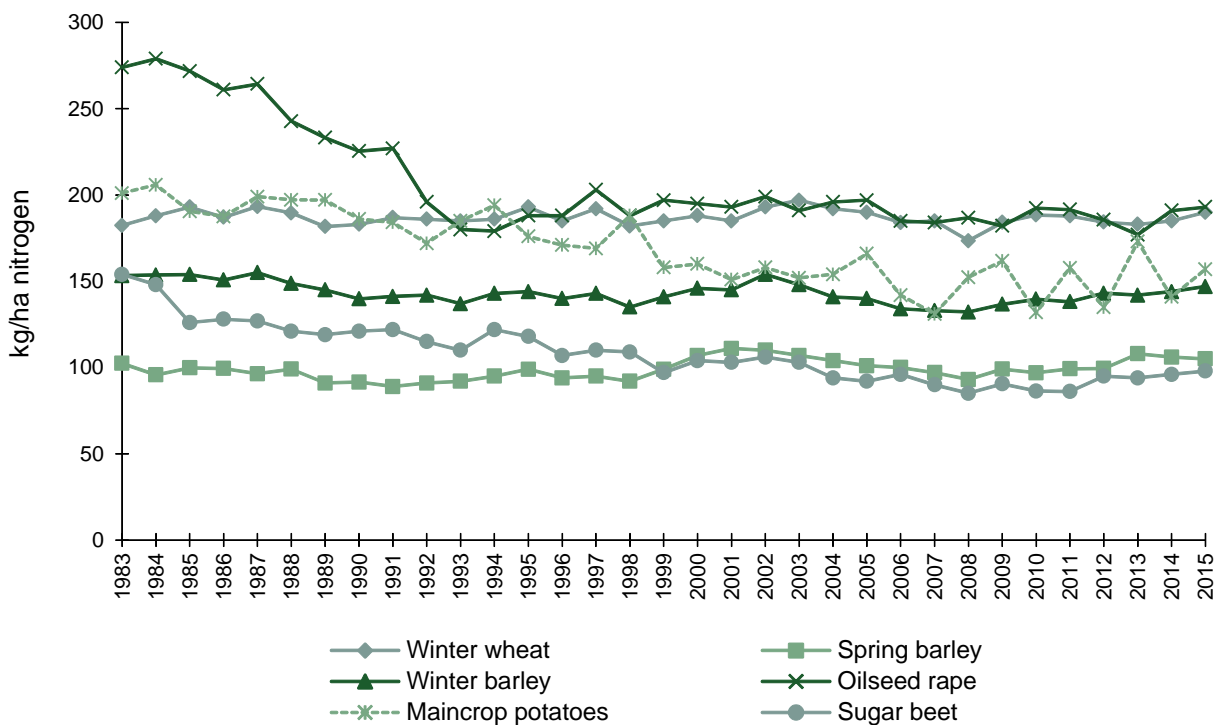 300
250
200
150
100
50
0
kg/ha nitrogen
1983 1984 1985 1986 1987 1988 1989 1990 1991 1992 1993 1994 1995 1996 1997 1998 1999 2000 2001 2002 2003 2004 2005 2006 2007 2008 2009 2010 2011 2012 2013 2014 2015
Winter wheat Spring barley
Winter barley Oilseed rape
Maincrop potatoes Sugar beet